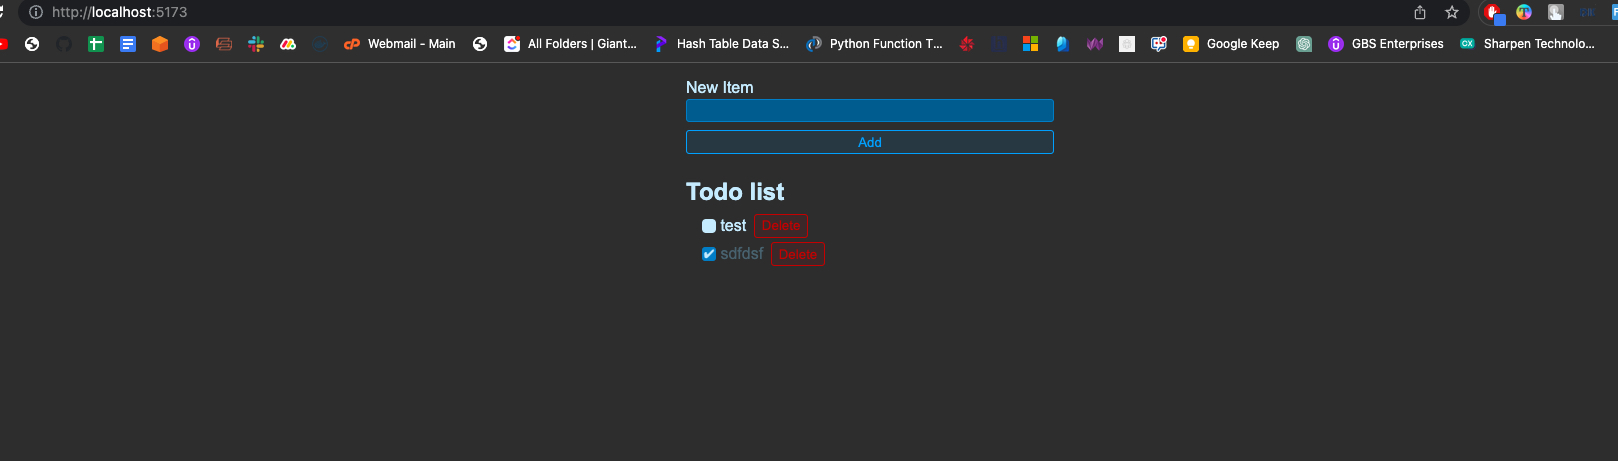 http://localhost:5173
Webmail - Main
All Folders | Giant...
Hash Table Data S...
Python Function T...
Google Keep
GBS Enterprises
CX
Sharpen Technolo...
New Item
Add
Todo list
test Delete
sdfdsf Delete